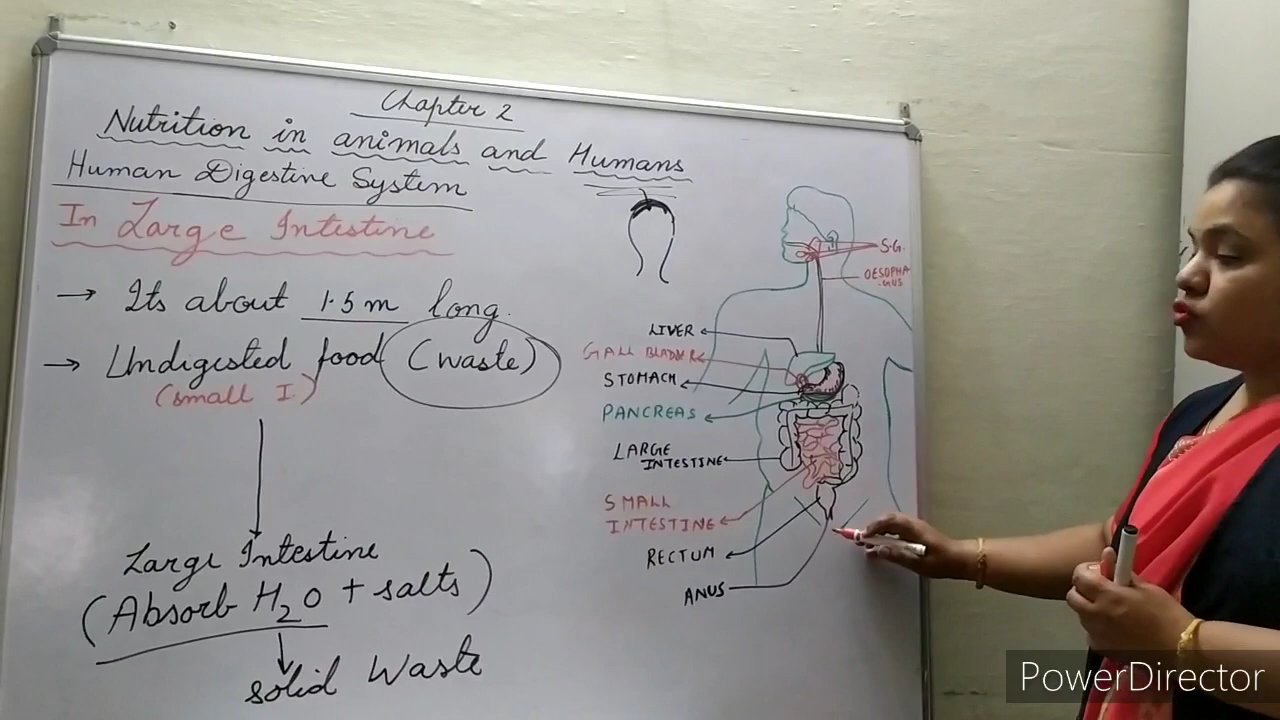 Chapter 2
Nutrition in animals and Humans
Human Digestive System
In Large Intestine
→ Its about 1.5 m long.
→ Undigested food (waste)
(small I.)
Large Intestine
(Absorb H₂O + salts)
solid Waste
S.G.
OESOPHA
-GUS
LIVER
GALL BLADDER
STOMACH
PANCREAS
LARGE
INTESTINE
SMALL
INTESTINE
RECTUM
ANUS
PowerDirector